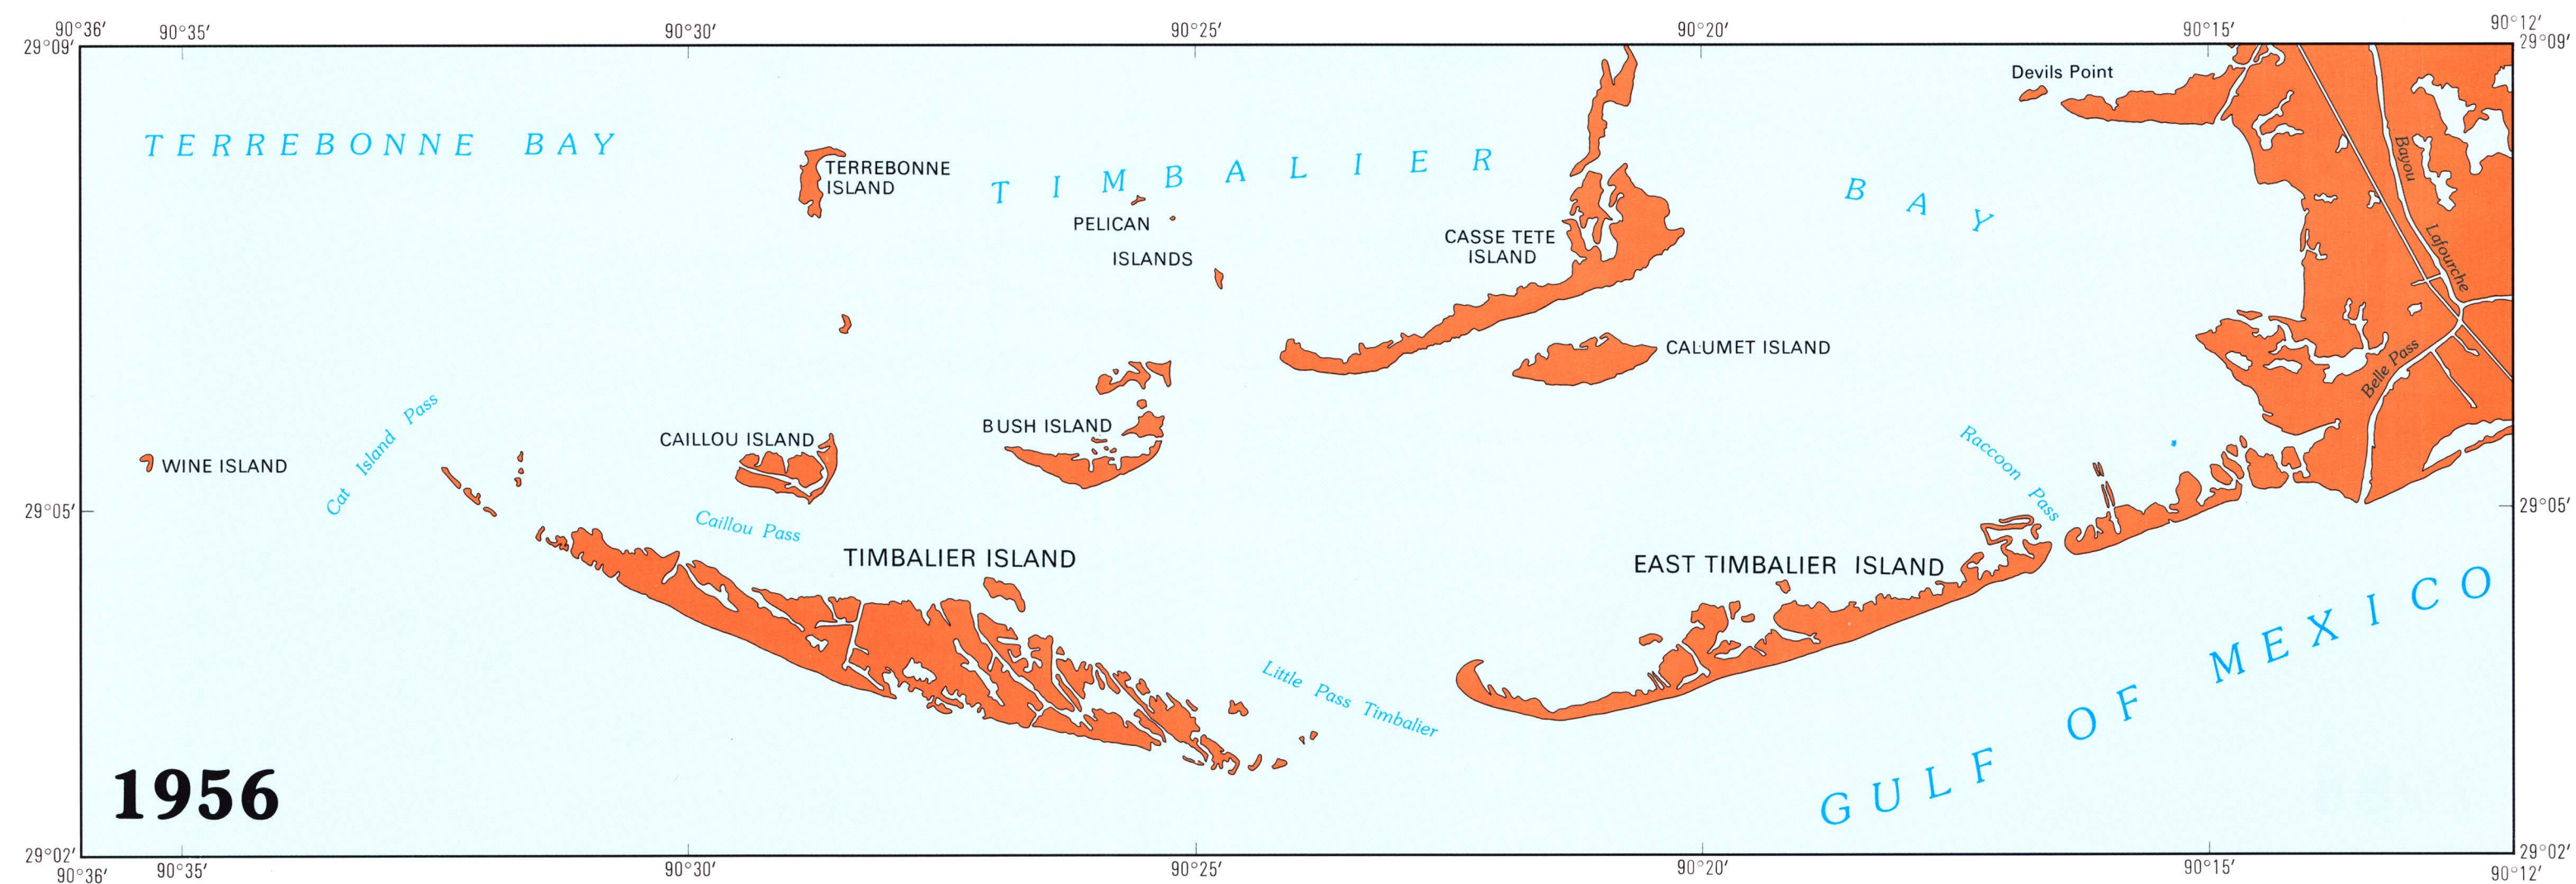 90°36′ 90°35′ 90°30′ 90°25′ 90°20′ 90°15′ 90°12′
29°09′ 29°09′
Devils Point
TERREBONNE BAY
TIMBALIER BAY
TERREBONNE
ISLAND
PELICAN
ISLANDS
CASSE TETE
ISLAND
Bayou Lafourche
CALUMET ISLAND
Belle Pass
Cat Island Pass
WINE ISLAND
CAILLOU ISLAND
BUSH ISLAND
Raccoon Pass
29°05′ 29°05′
Caillou Pass
TIMBALIER ISLAND
EAST TIMBALIER ISLAND
Little Pass Timbalier
GULF OF MEXICO
1956
29°02′ 29°02′
90°36′ 90°35′ 90°30′ 90°25′ 90°20′ 90°15′ 90°12′